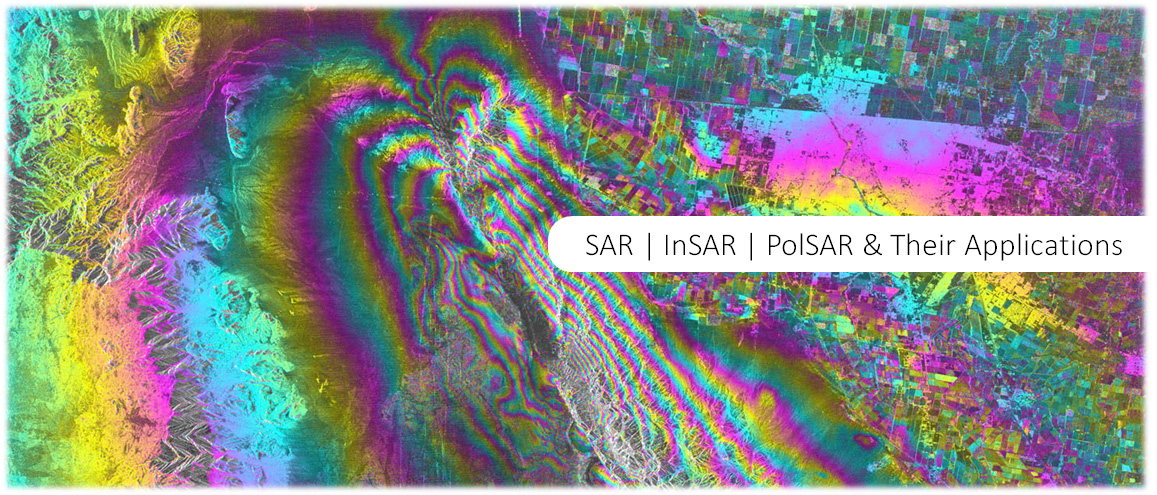 SAR | InSAR | PolSAR & Their Applications